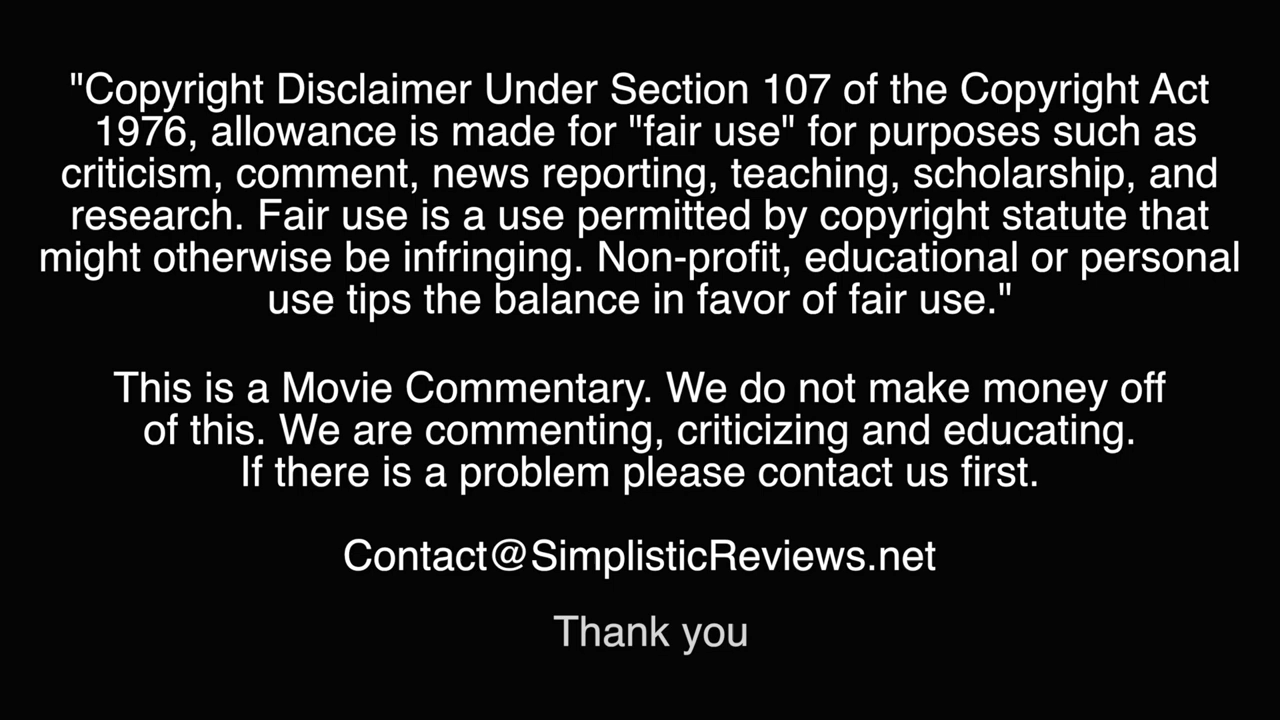 "Copyright Disclaimer Under Section 107 of the Copyright Act
1976, allowance is made for "fair use" for purposes such as
criticism, comment, news reporting, teaching, scholarship, and
research. Fair use is a use permitted by copyright statute that
might otherwise be infringing. Non-profit, educational or personal
use tips the balance in favor of fair use."
This is a Movie Commentary. We do not make money off
of this. We are commenting, criticizing and educating.
If there is a problem please contact us first.
Contact@SimplisticReviews.net
Thank you